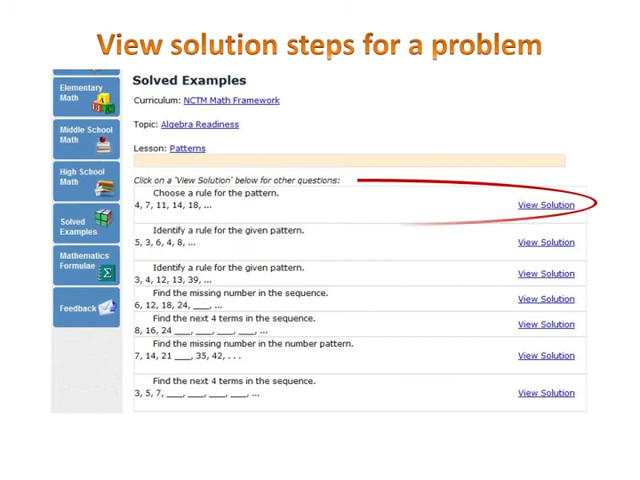 View solution steps for a problem
Elementary
Math
Middle School
Math
High School
Math
Solved
Examples
Mathematics
Formulae
Feedback
Solved Examples
Curriculum: NCTM Math Framework
Topic: Algebra Readiness
Lesson: Patterns
Click on a 'View Solution' below for other questions:
Choose a rule for the pattern.
4, 7, 11, 14, 18, ... View Solution
Identify a rule for the given pattern.
5, 3, 6, 4, 8, ... View Solution
Identify a rule for the given pattern.
3, 4, 12, 13, 39, ... View Solution
Find the missing number in the sequence.
6, 12, 18, 24, ___, ... View Solution
Find the next 4 terms in the sequence.
8, 16, 24 ___, ___, ___, ___, ... View Solution
Find the missing number in the number pattern.
7, 14, 21 ___, 35, 42, . . . View Solution
Find the next 4 terms in the sequence.
3, 5, 7, ___, ___, ___, ___, ... View Solution